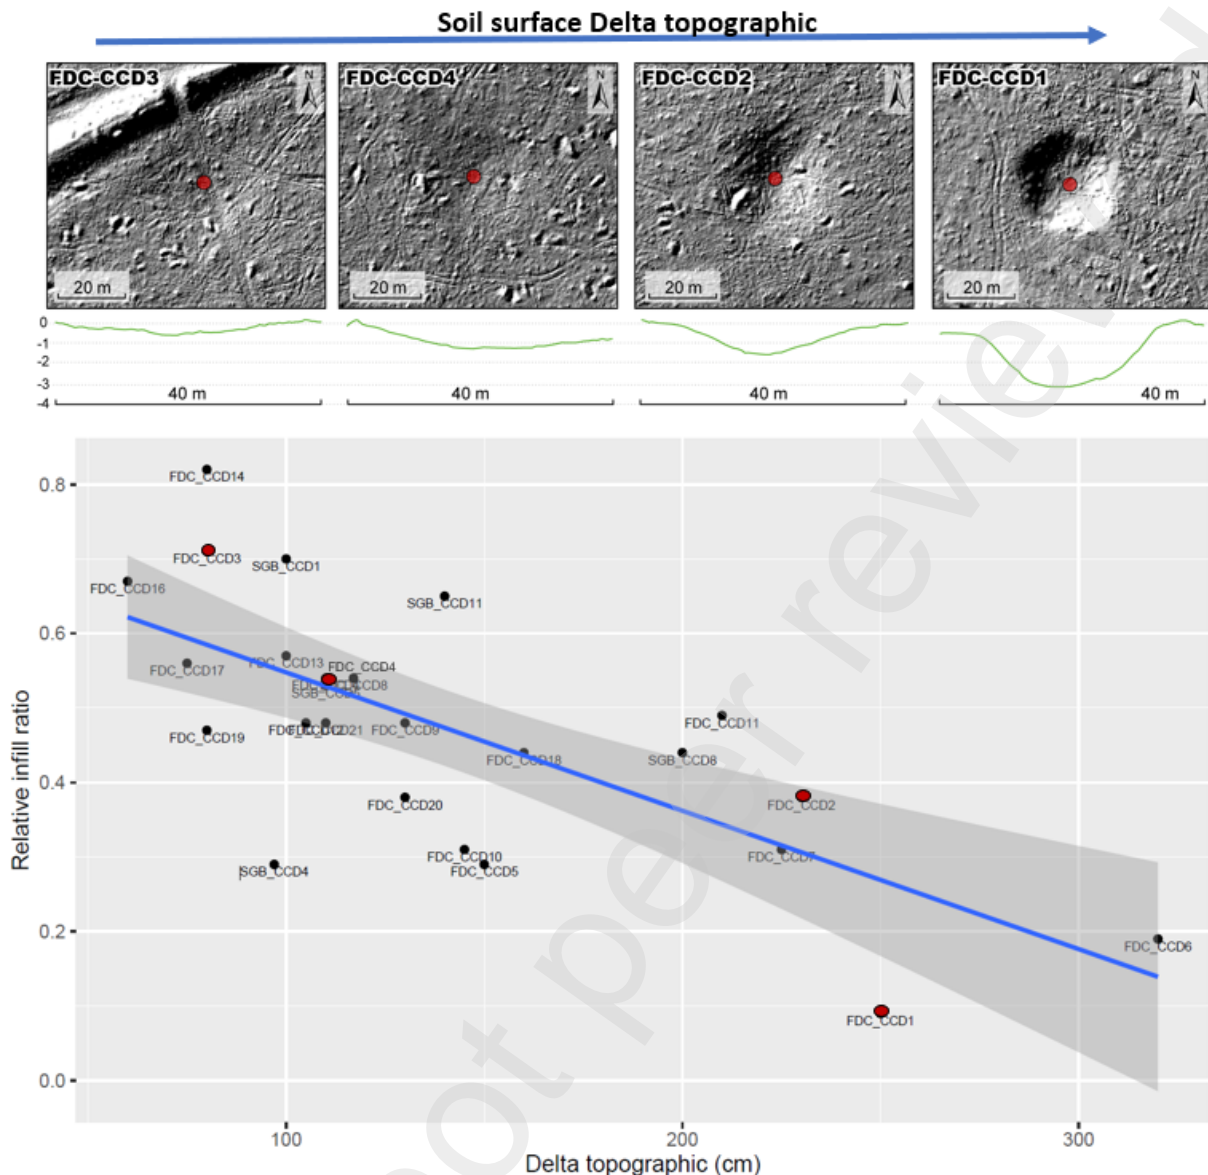 Soil surface Delta topographic
FDC-CCD3
N
20 m
FDC-CCD4
N
20 m
FDC-CCD2
N
20 m
FDC-CCD1
N
20 m
0
-1
-2
-3
-4
40 m
40 m
40 m
40 m
Relative infill ratio
0.8
0.6
0.4
0.2
0.0
FDC_CCD14
FDC_CCD3
SGB_CCD1
FDC_CCD16
SGB_CCD11
FDC_CCD13
FDC_CCD4
FDC_CCD17
FDC_CCD11
FDC_CCD19
FDC_CCD9
FDC_CCD18
SGB_CCD8
FDC_CCD20
FDC_CCD2
FDC_CCD10
FDC_CCD7
SGB_CCD4
FDC_CCD5
FDC_CCD6
FDC_CCD1
100
200
300
Delta topographic (cm)
not peer reviewed